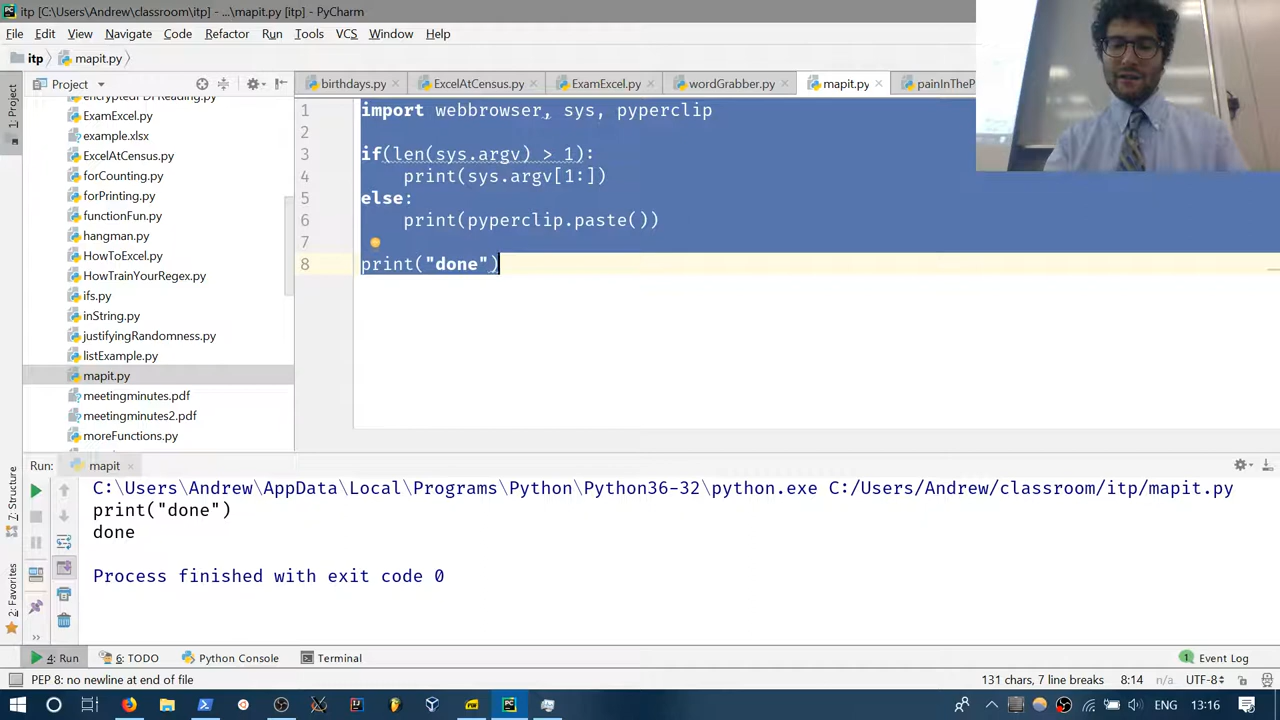 itp [C:\Users\Andrew\classroom\itp] - ...\mapit.py [itp] - PyCharm
File Edit View Navigate Code Refactor Run Tools VCS Window Help
itp mapit.py
Project birthdays.py ExcelAtCensus.py ExamExcel.py wordGrabber.py mapit.py painInTheP
1: Project
ExamExcel.py
example.xlsx
ExcelAtCensus.py
forCounting.py
forPrinting.py
functionFun.py
hangman.py
HowToExcel.py
HowTrainYourRegex.py
ifs.py
inString.py
justifyingRandomness.py
listExample.py
mapit.py
meetingminutes.pdf
meetingminutes2.pdf
moreFunctions.py
1 import webbrowser, sys, pyperclip
2
3 if(len(sys.argv) > 1):
4 print(sys.argv[1:])
5 else:
6 print(pyperclip.paste())
7
8 print("done")
Run: mapit
7: Structure
2: Favorites
C:\Users\Andrew\AppData\Local\Programs\Python\Python36-32\python.exe C:/Users/Andrew/classroom/itp/mapit.py
print("done")
done
Process finished with exit code 0
4: Run 6: TODO Python Console Terminal 1 Event Log
PEP 8: no newline at end of file 131 chars, 7 line breaks 8:14 n/a UTF-8
ENG 13:16